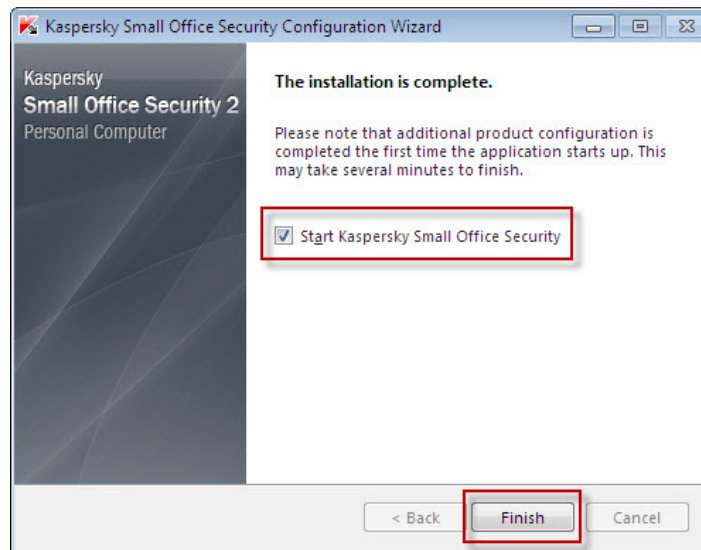 Kaspersky Small Office Security Configuration Wizard
Kaspersky
Small Office Security 2
Personal Computer
The installation is complete.
Please note that additional product configuration is
completed the first time the application starts up. This
may take several minutes to finish.
Start Kaspersky Small Office Security
< Back
Finish
Cancel